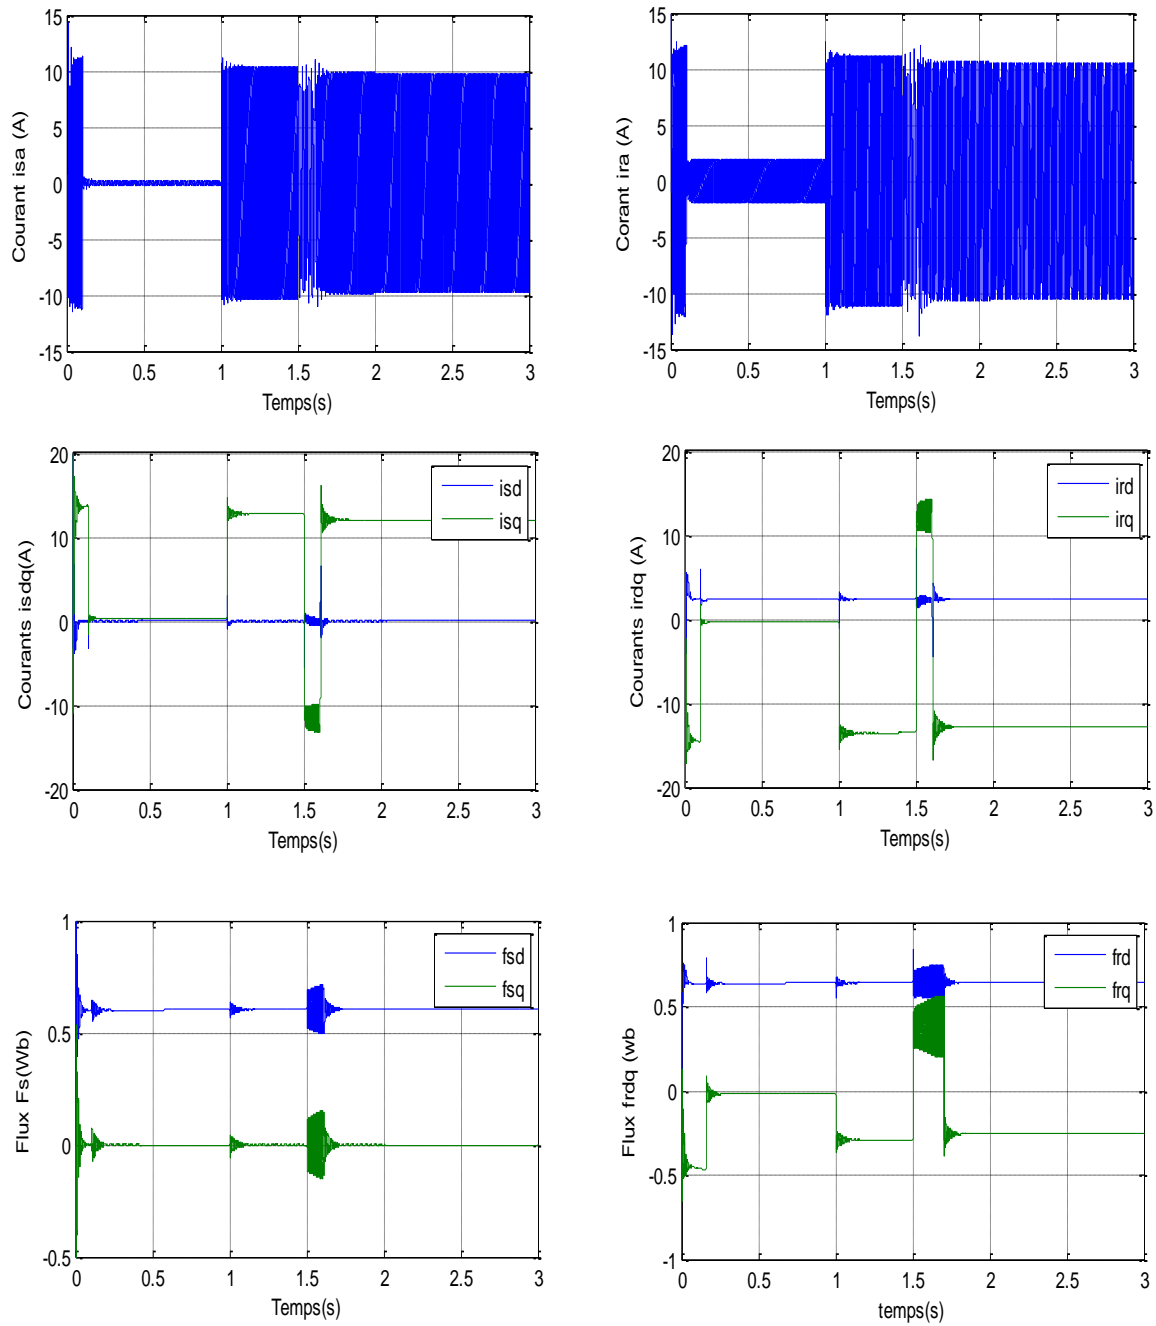 15
10
5
0
-5
-10
-15
Courant isa (A)
0 0.5 1 1.5 2 2.5 3
Temps(s)
15
10
5
0
-5
-10
-15
Corant ira (A)
0 0.5 1 1.5 2 2.5 3
Temps(s)
20
10
0
-10
-20
Courants isdq(A)
isd
isq
0 0.5 1 1.5 2 2.5 3
Temps(s)
20
10
0
-10
-20
Courants irdq (A)
ird
irq
0 0.5 1 1.5 2 2.5 3
Temps(s)
1
0.5
0
-0.5
Flux Fs(Wb)
fsd
fsq
0 0.5 1 1.5 2 2.5 3
Temps(s)
1
0.5
0
-0.5
-1
Flux frdq (wb
frd
frq
0 0.5 1 1.5 2 2.5 3
temps(s)